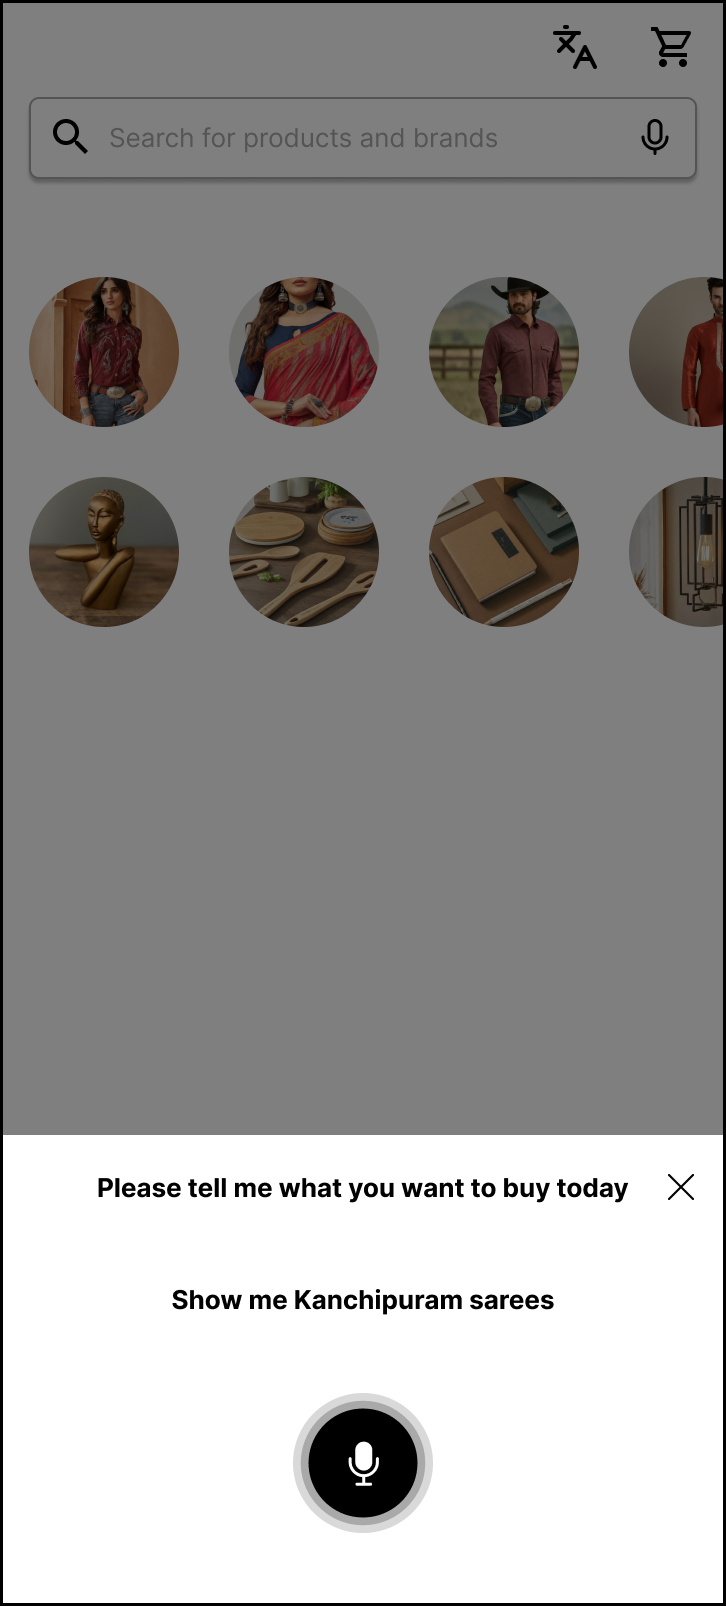 Search for products and brands
Please tell me what you want to buy today
Show me Kanchipuram sarees